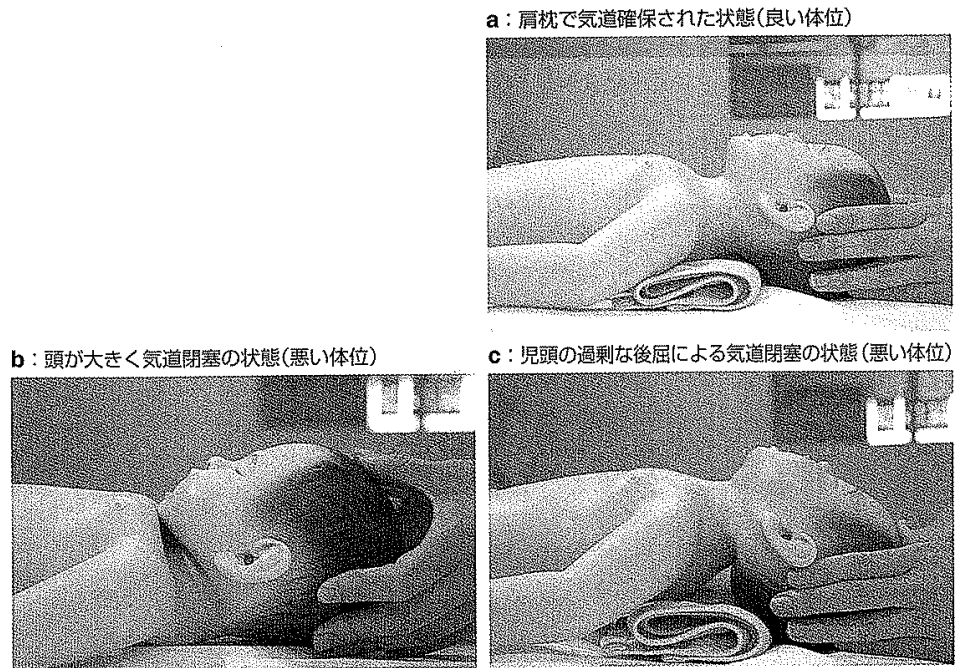 a：肩枕で気道確保された状態（良い体位）
b：頭が大きく気道閉塞の状態（悪い体位）
c：児頭の過剰な後屈による気道閉塞の状態（悪い体位）